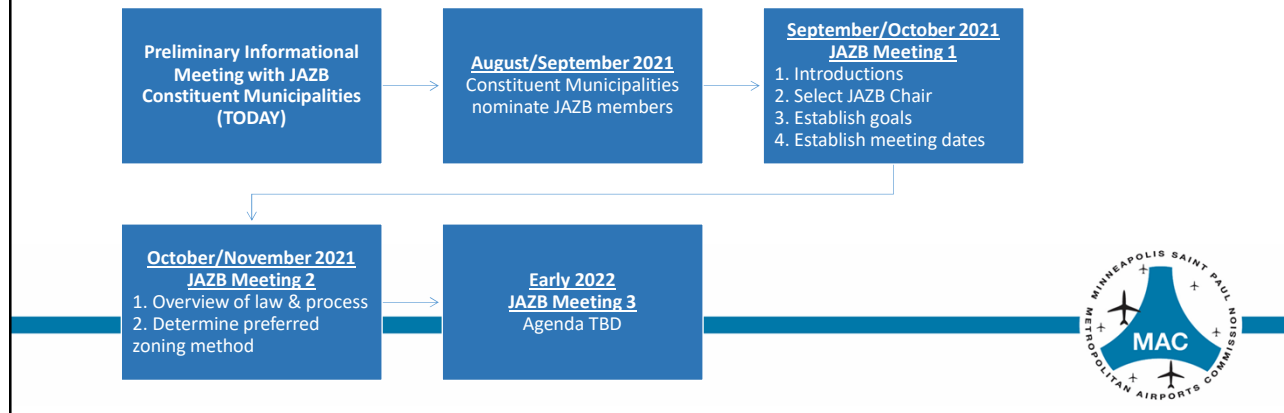 Preliminary Informational
Meeting with JAZB
Constituent Municipalities
(TODAY)
August/September 2021
Constituent Municipalities
nominate JAZB members
September/October 2021
JAZB Meeting 1
1. Introductions
2. Select JAZB Chair
3. Establish goals
4. Establish meeting dates
October/November 2021
JAZB Meeting 2
1. Overview of law & process
2. Determine preferred
zoning method
Early 2022
JAZB Meeting 3
Agenda TBD
MINNEAPOLIS SAINT PAUL
METROPOLITAN AIRPORTS COMMISSION
MAC